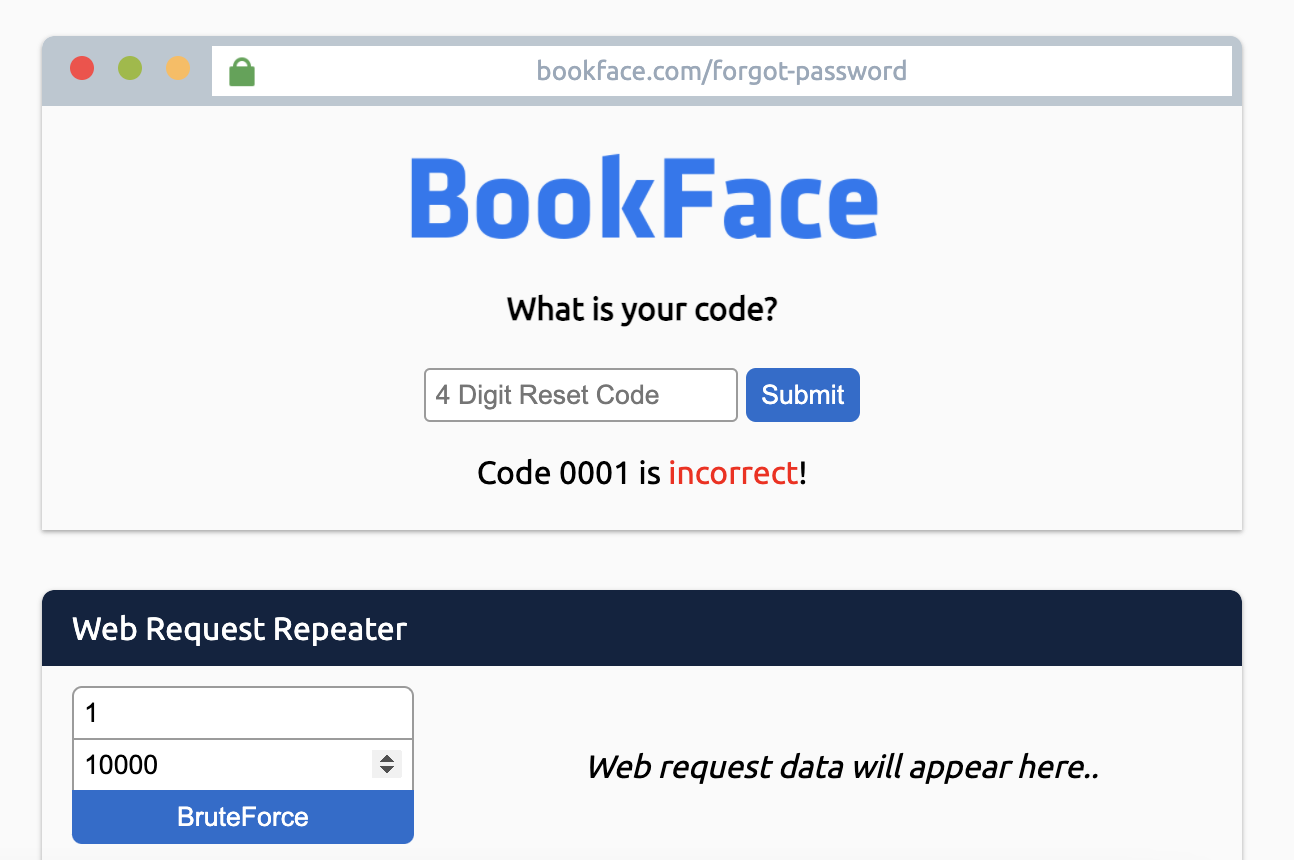 bookface.com/forgot-password
BookFace
What is your code?
4 Digit Reset Code
Submit
Code 0001 is incorrect!
Web Request Repeater
1
10000
Web request data will appear here..
BruteForce